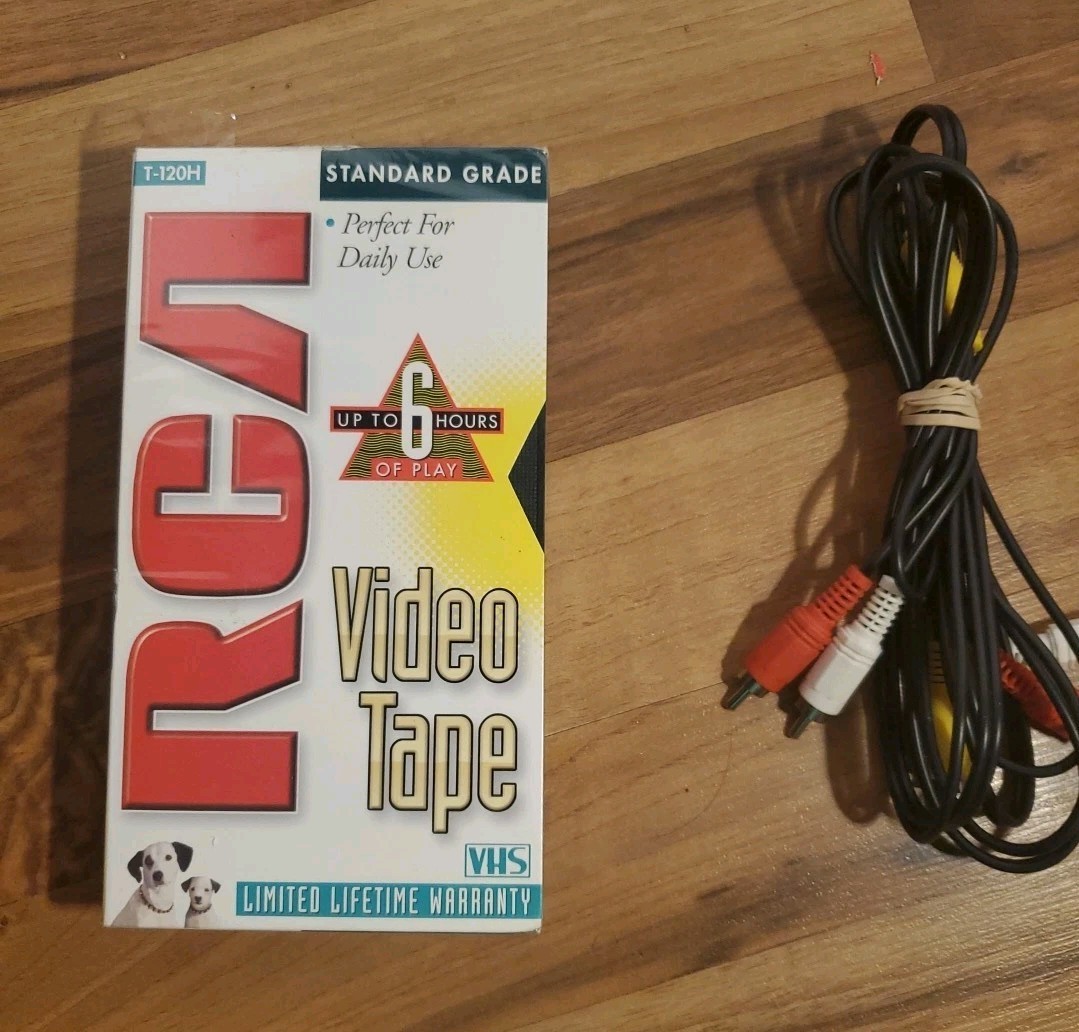 T-120H
STANDARD GRADE
• Perfect For
Daily Use
RCA
UP TO 6 HOURS
OF PLAY
Video
Tape
VHS
LIMITED LIFETIME WARRANTY